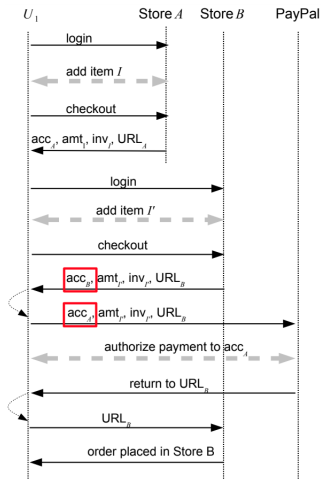 U1 Store A Store B PayPal
login
add item I
checkout
accA, amtI, invI, URLA
login
add item I'
checkout
accB, amtI', invI', URLB
accA, amtI', invI', URLB
authorize payment to accA
return to URLB
URLB
order placed in Store B